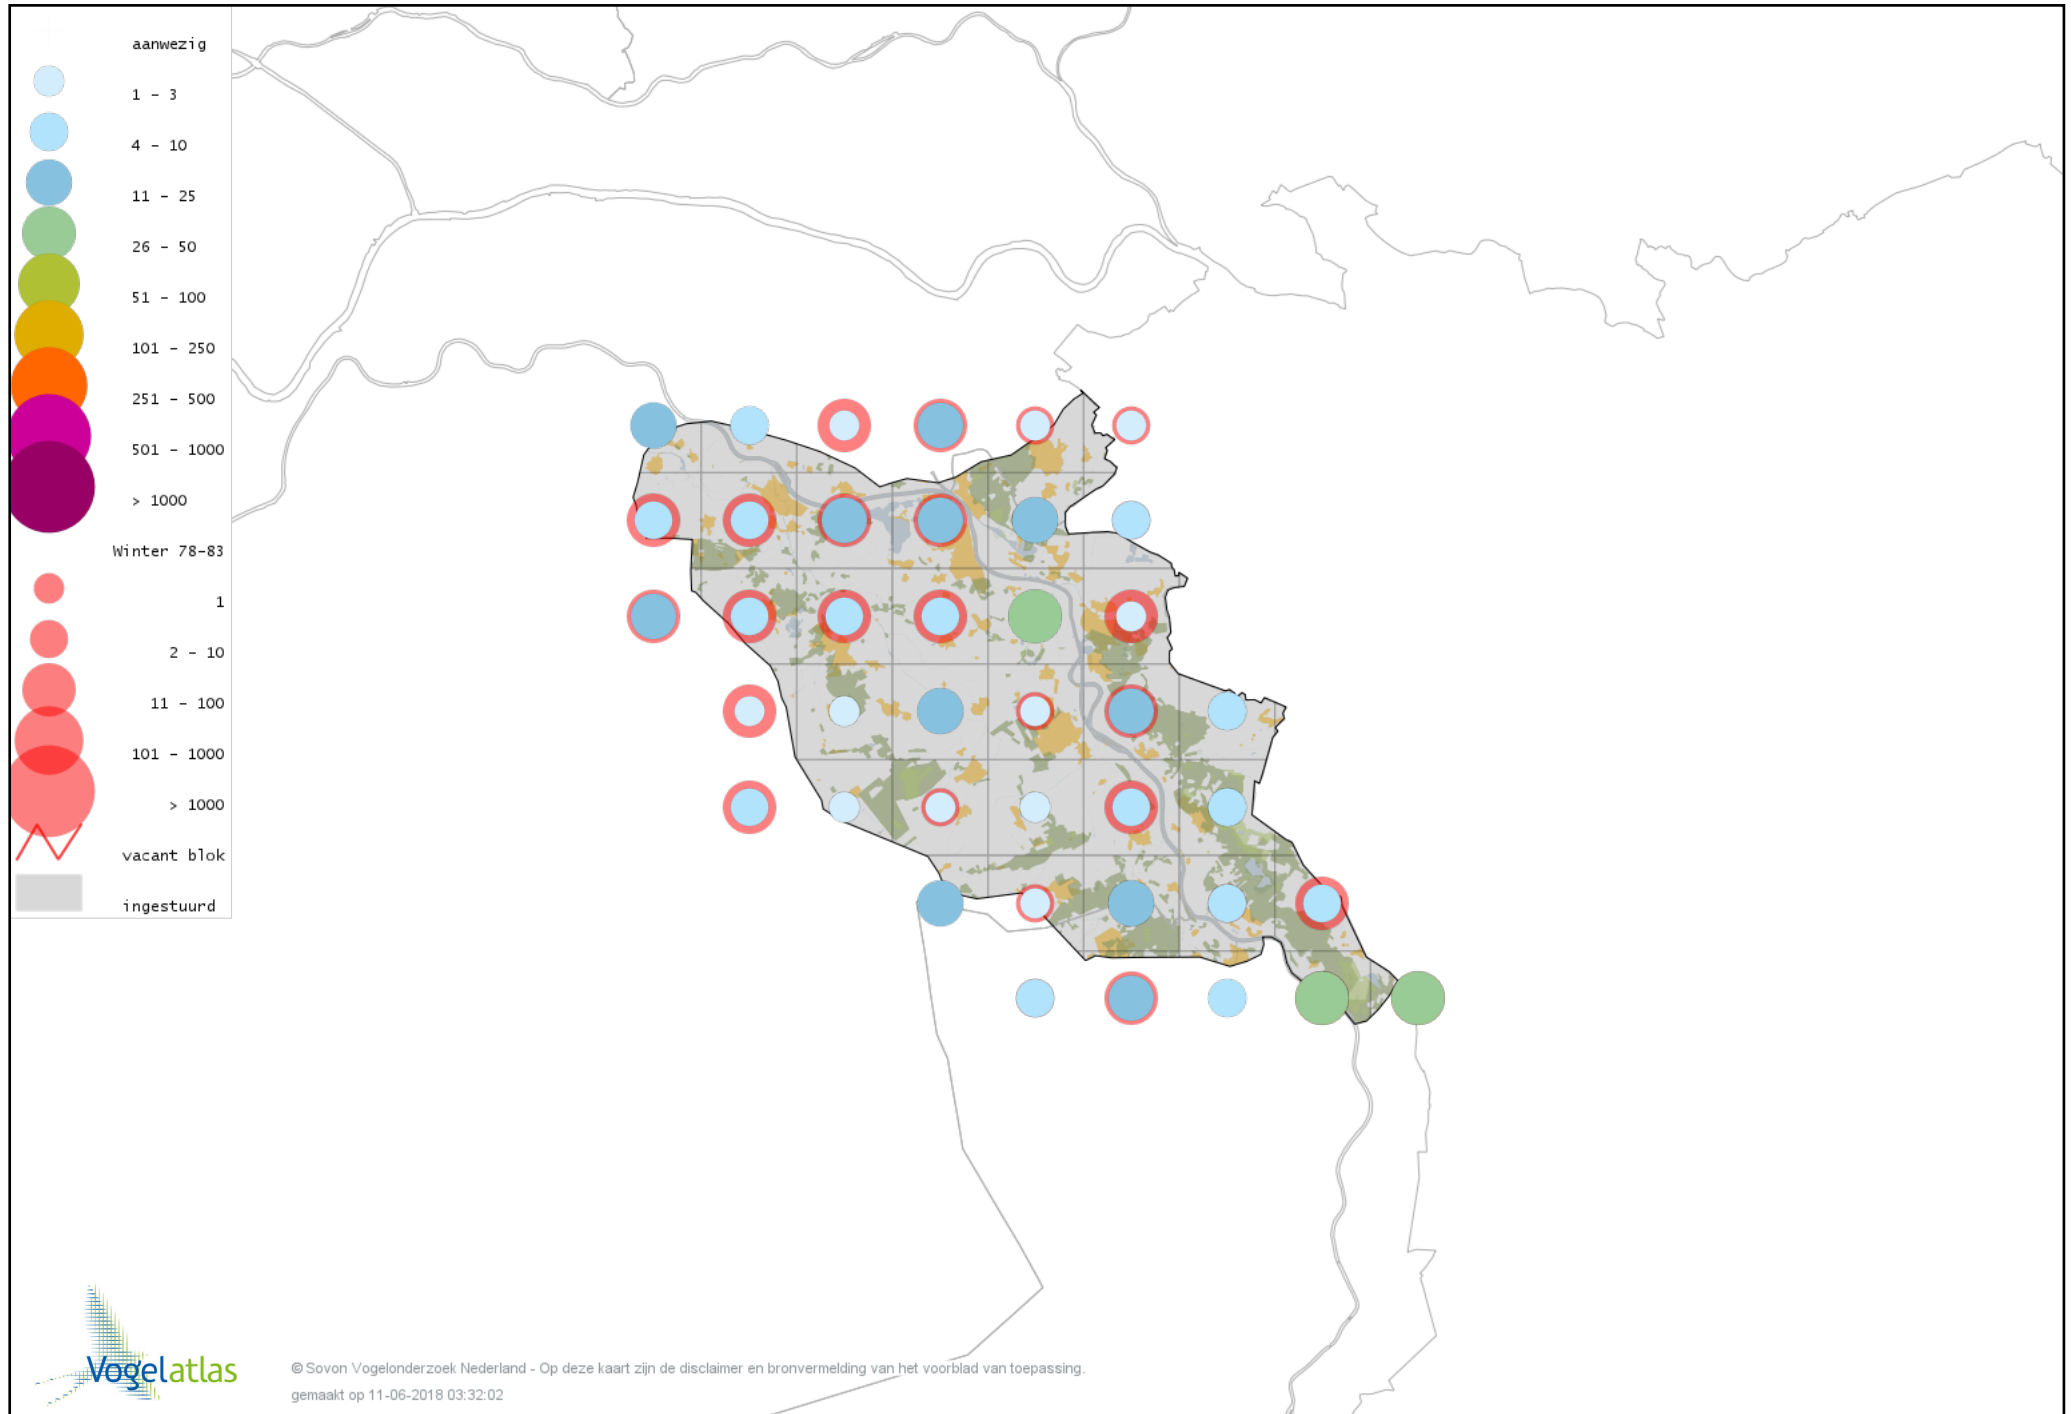 aanwezig
1 - 3
4 - 10
11 - 25
26 - 50
51 - 100
101 - 250
251 - 500
501 - 1000
> 1000
Winter 78-83
1
2 - 10
11 - 100
101 - 1000
> 1000
vacant blok
ingestuurd
Vogelatlas
© Sovon Vogelonderzoek Nederland - Op deze kaart zijn de disclaimer en bronvermelding van het voorblad van toepassing.
gemaakt op 11-06-2018 03:32:02